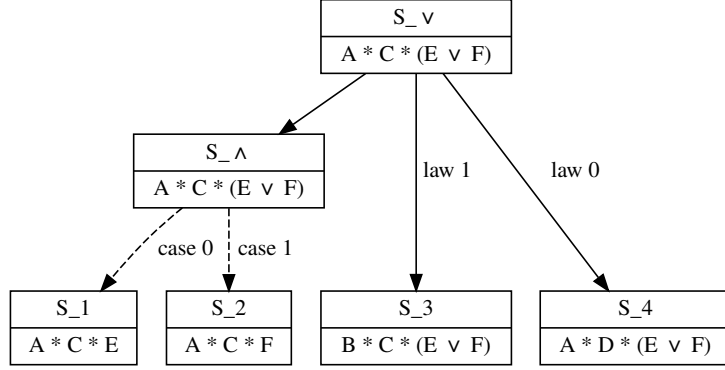 S_ ∨
A * C * (E ∨ F)
S_ ∧
A * C * (E ∨ F)
law 1
law 0
case 0
case 1
S_1
A * C * E
S_2
A * C * F
S_3
B * C * (E ∨ F)
S_4
A * D * (E ∨ F)